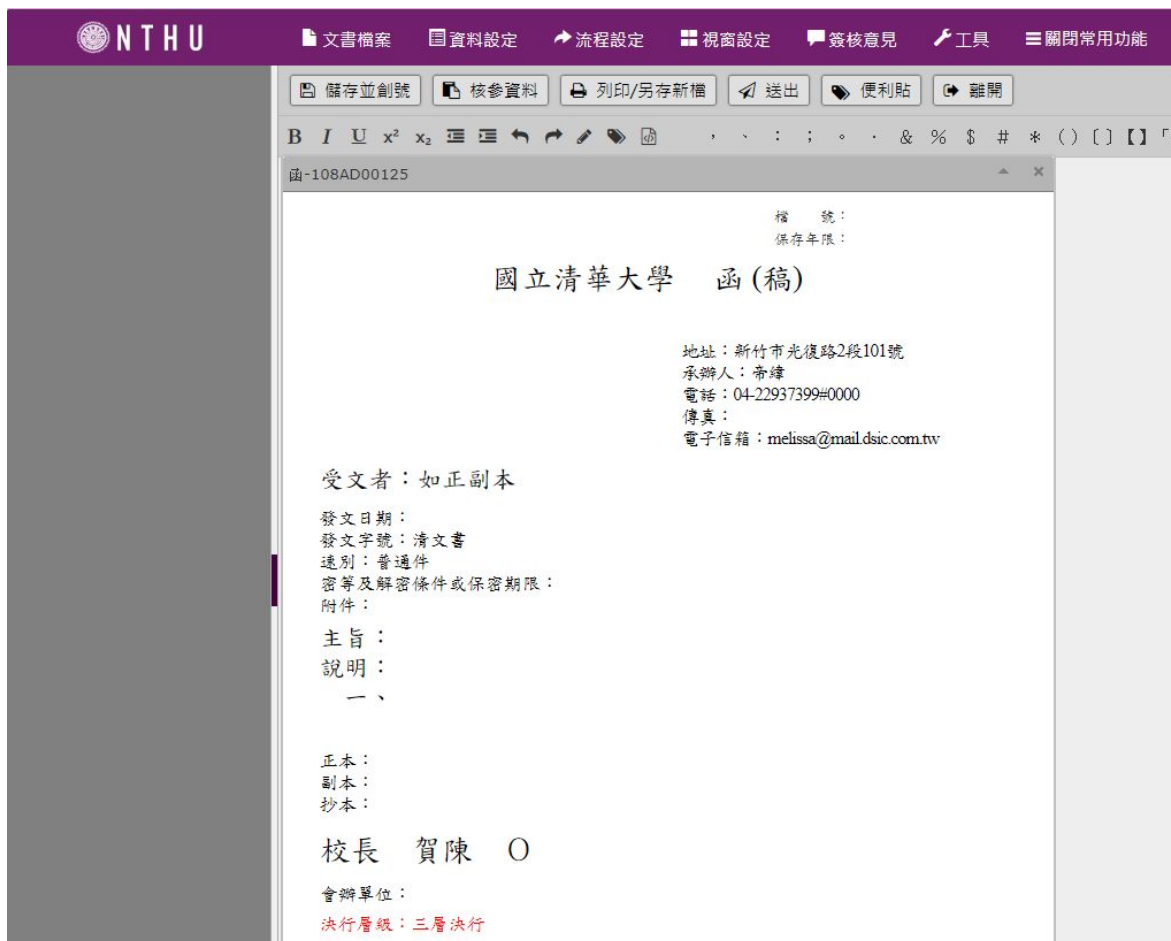 NTHU 文書檔案 資料設定 流程設定 視窗設定 簽核意見 工具 關閉常用功能
儲存並創號 核參資料 列印/另存新檔 送出 便利貼 離開
B I U x² x₂ , 、 : ; 。 · & % $ # * ( ) 〔 〕 【 】 「
函-108AD00125
檔 號:
保存年限:
國立清華大學 函(稿)
地址:新竹市光復路2段101號
承辦人:帝緯
電話:04-22937399#0000
傳真:
電子信箱:melissa@mail.dsic.com.tw
受文者:如正副本
發文日期:
發文字號:清文書
速別:普通件
密等及解密條件或保密期限:
附件:
主旨:
說明:
一、
正本:
副本:
抄本:
校長 賀陳 O
會辦單位:
決行層級:三層決行